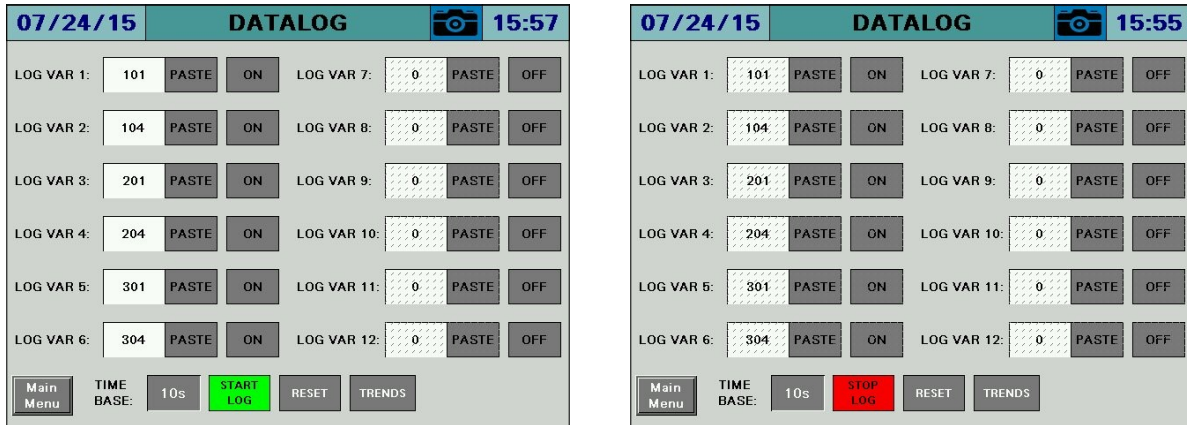 07/24/15 DATALOG 15:57
LOG VAR 1: 101 PASTE ON LOG VAR 7: 0 PASTE OFF
LOG VAR 2: 104 PASTE ON LOG VAR 8: 0 PASTE OFF
LOG VAR 3: 201 PASTE ON LOG VAR 9: 0 PASTE OFF
LOG VAR 4: 204 PASTE ON LOG VAR 10: 0 PASTE OFF
LOG VAR 5: 301 PASTE ON LOG VAR 11: 0 PASTE OFF
LOG VAR 6: 304 PASTE ON LOG VAR 12: 0 PASTE OFF
Main TIME START
Menu BASE: 10s LOG RESET TRENDS
07/24/15 DATALOG 15:55
LOG VAR 1: 101 PASTE ON LOG VAR 7: 0 PASTE OFF
LOG VAR 2: 104 PASTE ON LOG VAR 8: 0 PASTE OFF
LOG VAR 3: 201 PASTE ON LOG VAR 9: 0 PASTE OFF
LOG VAR 4: 204 PASTE ON LOG VAR 10: 0 PASTE OFF
LOG VAR 5: 301 PASTE ON LOG VAR 11: 0 PASTE OFF
LOG VAR 6: 304 PASTE ON LOG VAR 12: 0 PASTE OFF
Main TIME STOP
Menu BASE: 10s LOG RESET TRENDS